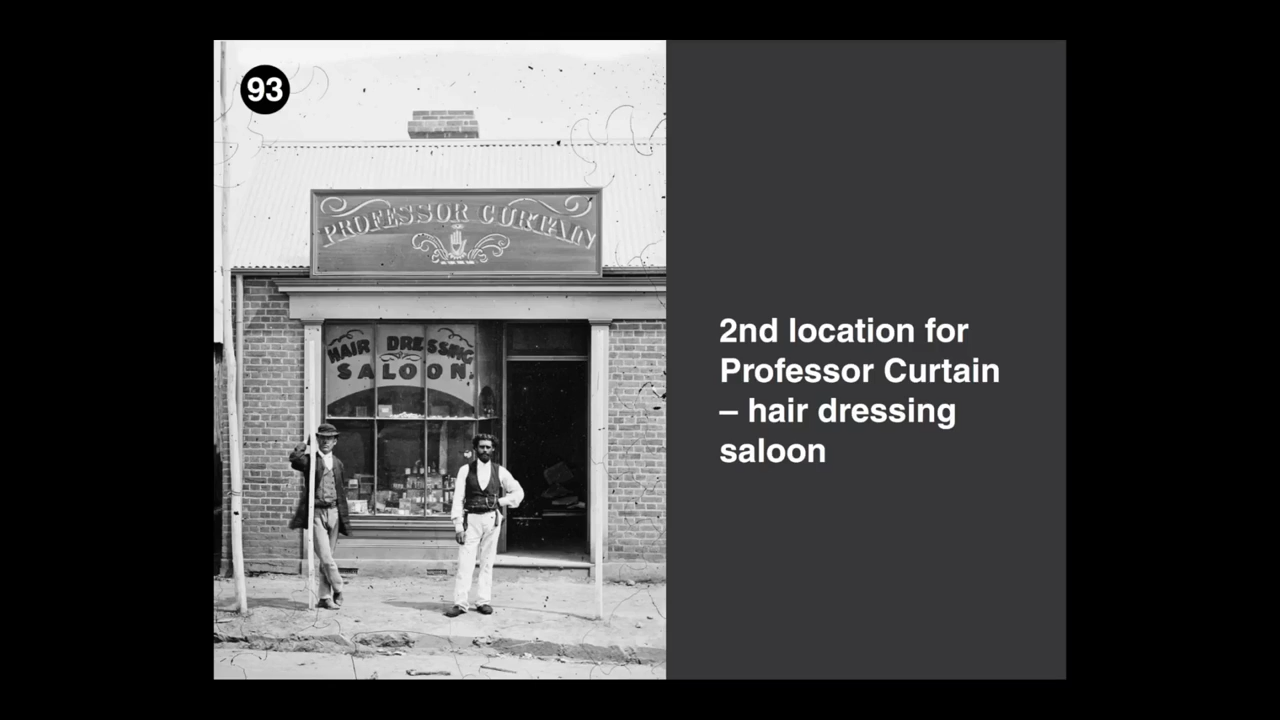 93
PROFESSOR CURTAIN
HAIR DRESSING
SALOON.
2nd location for
Professor Curtain
– hair dressing
saloon